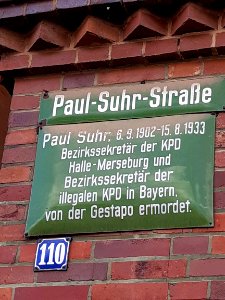 Paul-Suhr-Straße
Paul Suhr, 6.9.1902-15.8.1933
Bezirkssekretär der KPD
Halle-Merseburg und
Bezirkssekretär der
illegalen KPD in Bayern,
von der Gestapo ermordet.
110